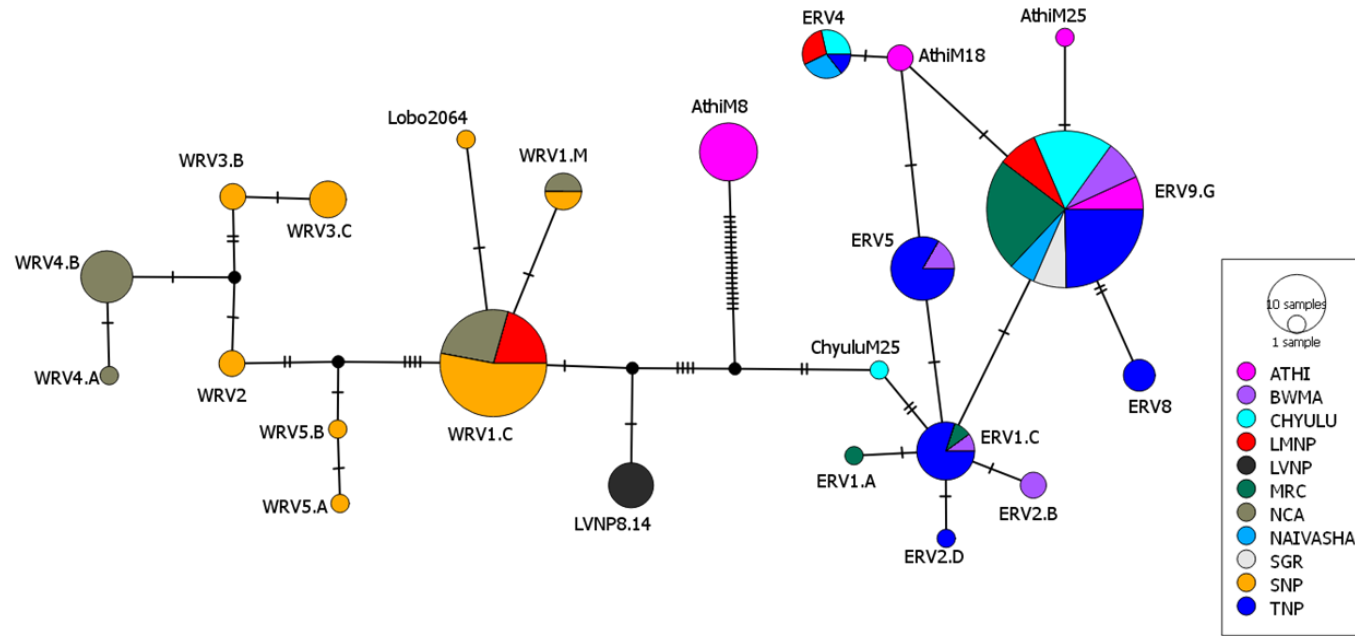 ERV4
AthiM25
AthiM18
Lobo2064
AthiM8
WRV1.M
WRV3.B
ERV9.G
WRV3.C
ERV5
WRV4.B
10 samples
1 sample
ChyuluM25
WRV4.A
WRV2
ATHI
BWMA
CHYULU
LMNP
LVNP
MRC
NCA
NAIVASHA
SGR
SNP
TNP
ERV8
WRV5.B
WRV1.C
ERV1.C
ERV1.A
WRV5.A
LVNP8.14
ERV2.B
ERV2.D